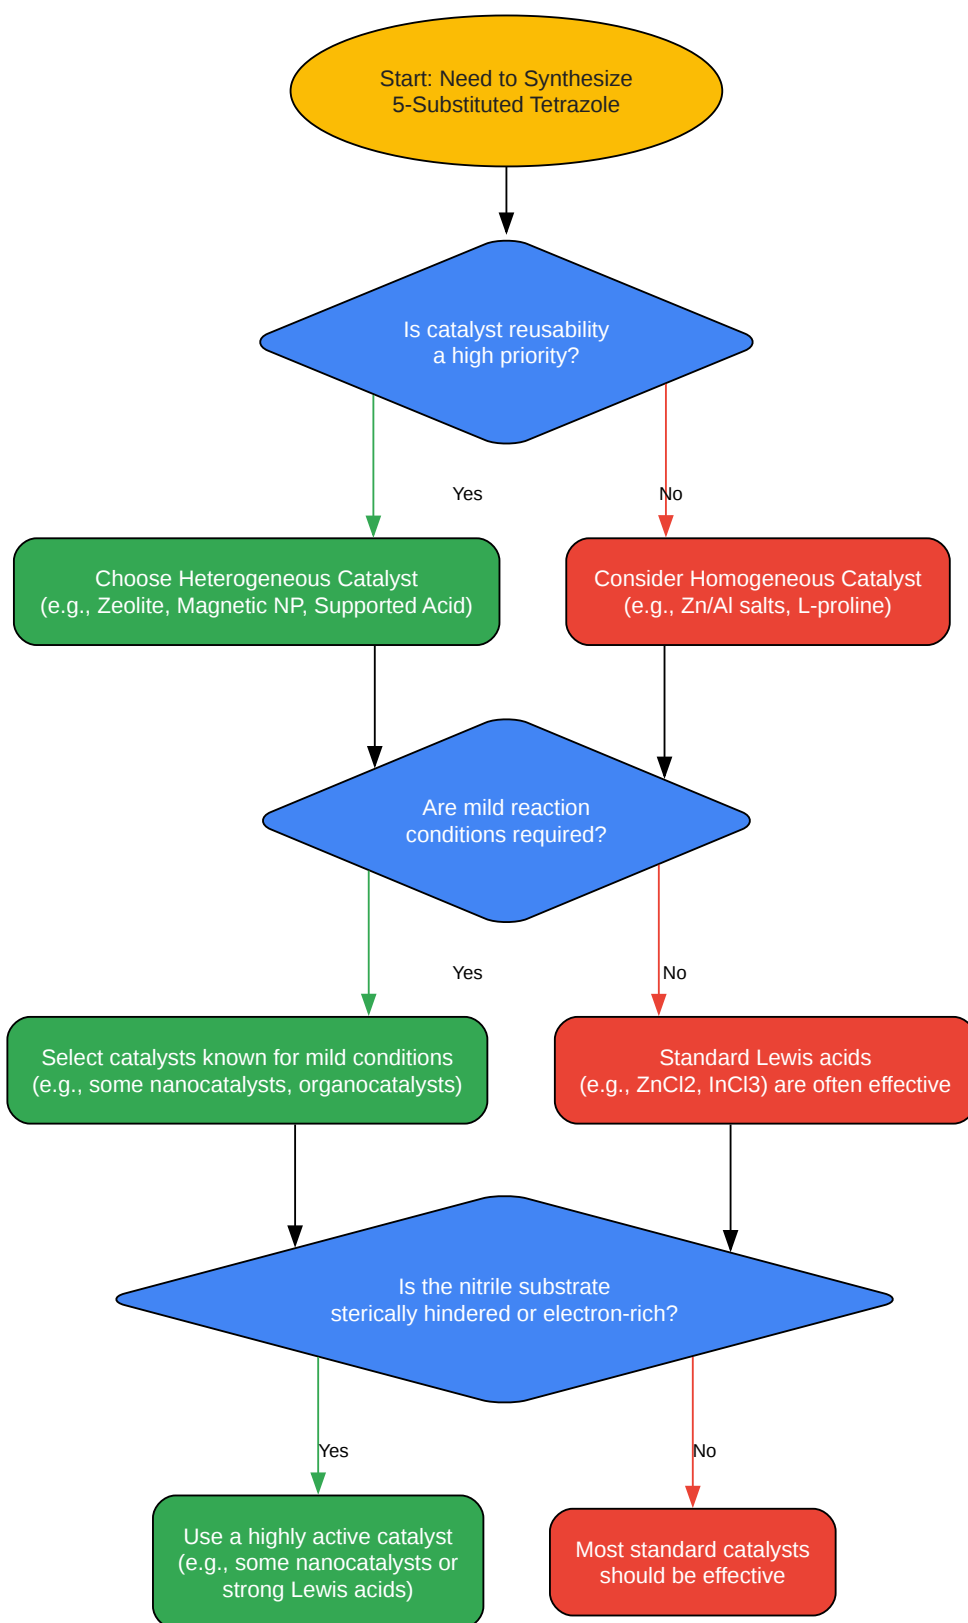 Start: Need to Synthesize
5-Substituted Tetrazole
Is catalyst reusability
a high priority?
Yes
No
Choose Heterogeneous Catalyst
(e.g., Zeolite, Magnetic NP, Supported Acid)
Consider Homogeneous Catalyst
(e.g., Zn/Al salts, L-proline)
Are mild reaction
conditions required?
Yes
No
Select catalysts known for mild conditions
(e.g., some nanocatalysts, organocatalysts)
Standard Lewis acids
(e.g., ZnCl2, InCl3) are often effective
Is the nitrile substrate
sterically hindered or electron-rich?
Yes
No
Use a highly active catalyst
(e.g., some nanocatalysts or
strong Lewis acids)
Most standard catalysts
should be effective